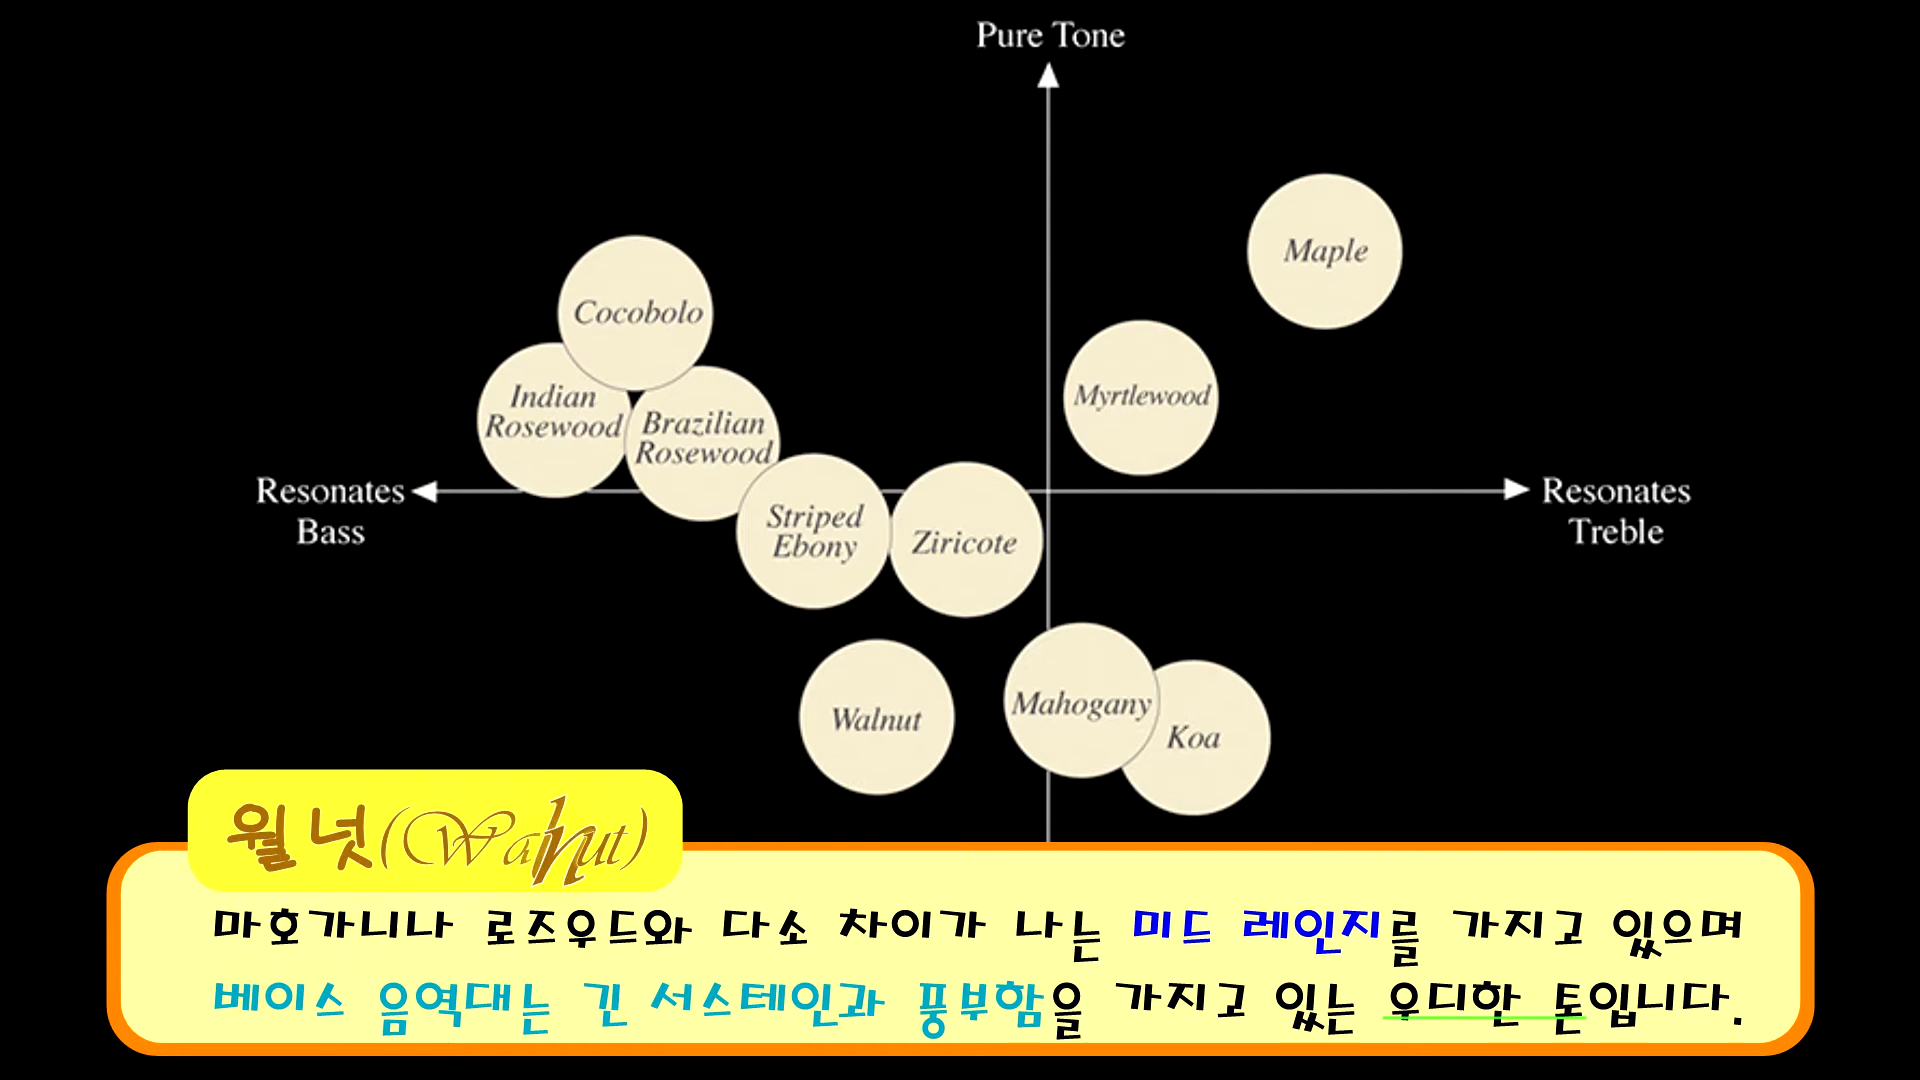 Pure Tone
Maple
Cocobolo
Myrtlewood
Indian
Rosewood
Brazilian
Rosewood
Resonates
Bass
Resonates
Treble
Striped
Ebony
Ziricote
Mahogany
Walnut
Koa
월넛(Walnut)
마호가니나 로즈우드와 다소 차이가 나는 미드 레인지를 가지고 있으며
베이스 음역대는 긴 서스테인과 풍부함을 가지고 있는 우디한 톤입니다.